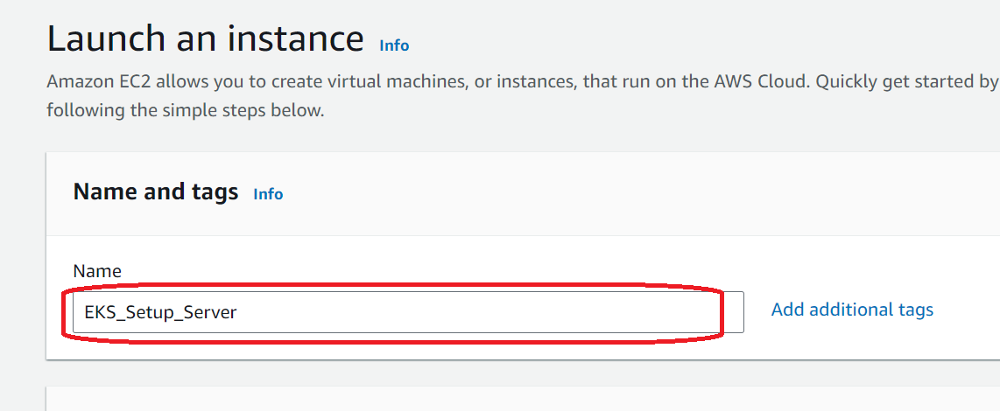 Launch an instance Info
Amazon EC2 allows you to create virtual machines, or instances, that run on the AWS Cloud. Quickly get started by
following the simple steps below.
Name and tags Info
Name
EKS_Setup_Server
Add additional tags